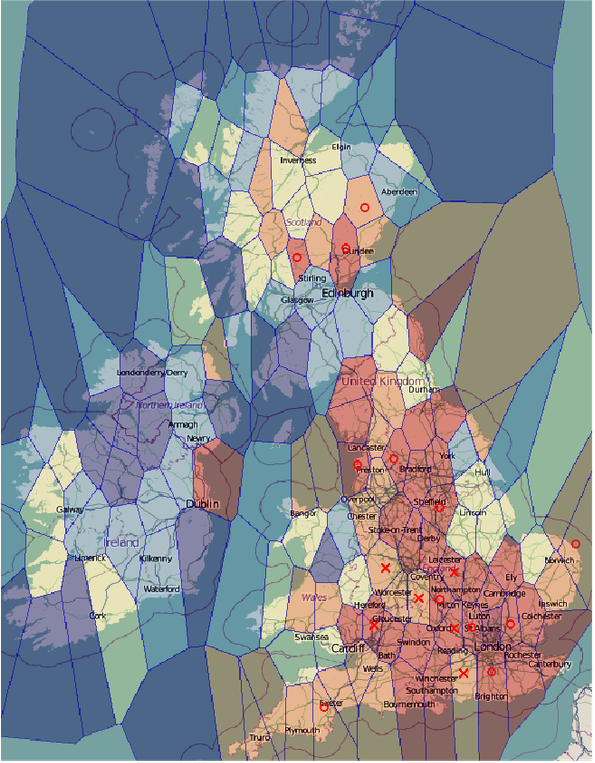 Elgin
Inverness
Aberdeen
Scotland
Dundee
Stirling
Edinburgh
Glasgow
Londonderry/Derry
United Kingdom
Durham
Northern Ireland
Armagh
Newry
Lancaster
York
Preston
Bradford
Hull
Dublin
Liverpool
Sheffield
Galway
Bangor
Chester
Lincoln
Stoke-on-Trent
Derby
Ireland
Limerick
Kilkenny
Leicester
Norwich
Coventry
Ely
Waterford
Worcester
Northampton
Cambridge
Wales
Hereford
Milton Keynes
Ipswich
Cork
Gloucester
Luton
Colchester
Oxford
St Albans
Swansea
Cardiff
Swindon
Reading
London
Bath
Rochester
Wells
Canterbury
Winchester
Southampton
Brighton
Exeter
Bournemouth
Plymouth
Truro